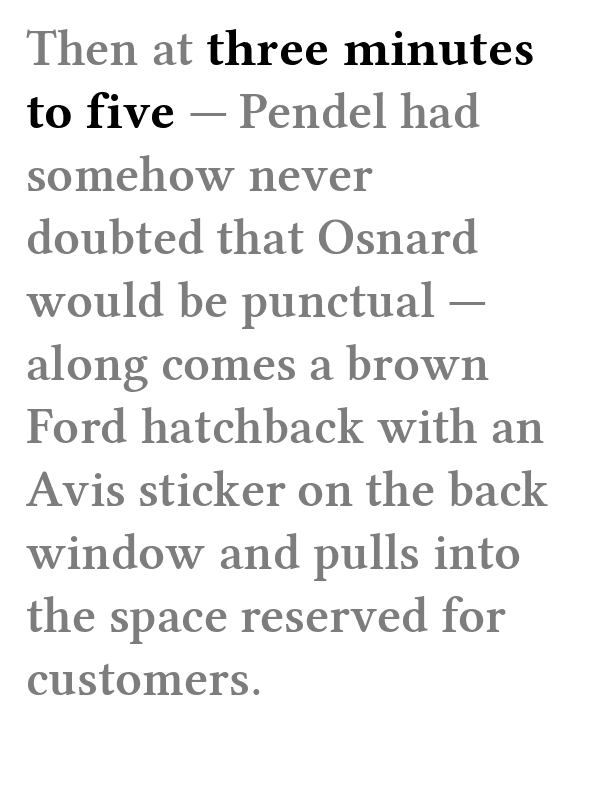 Then at three minutes
to five — Pendel had
somehow never
doubted that Osnard
would be punctual —
along comes a brown
Ford hatchback with an
Avis sticker on the back
window and pulls into
the space reserved for
customers.